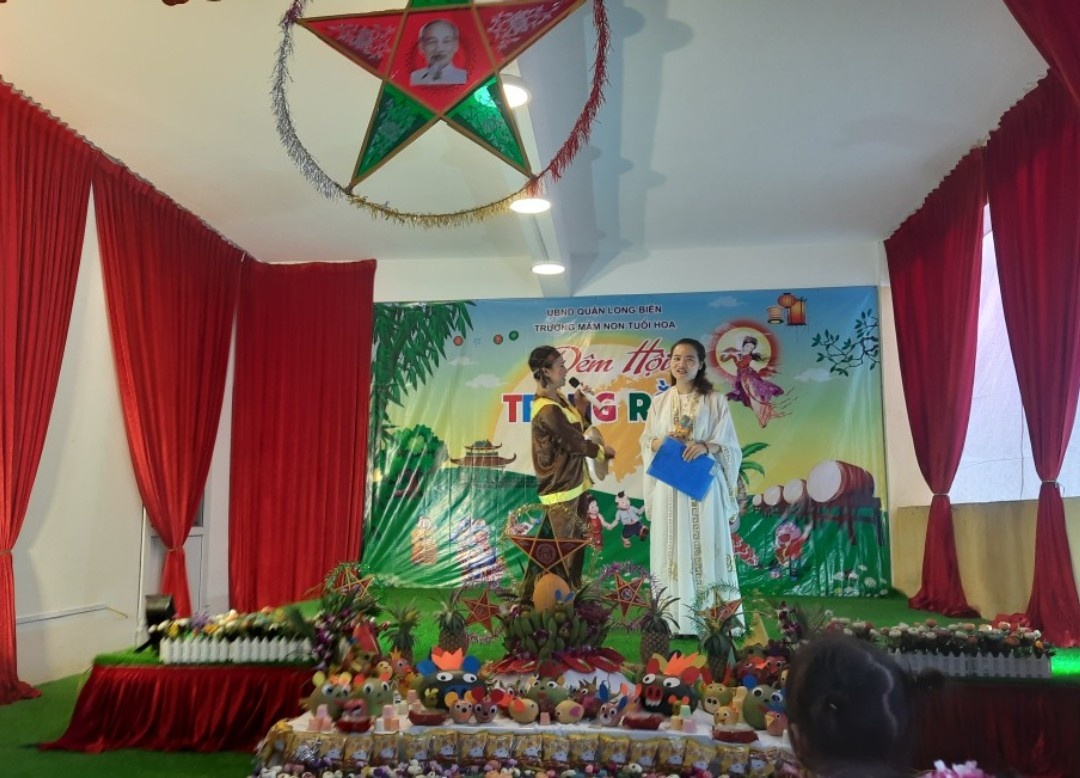 UBND QUẬN LONG BIÊN
TRƯỜNG MẦM NON TUỔI HOA
Đêm Hội